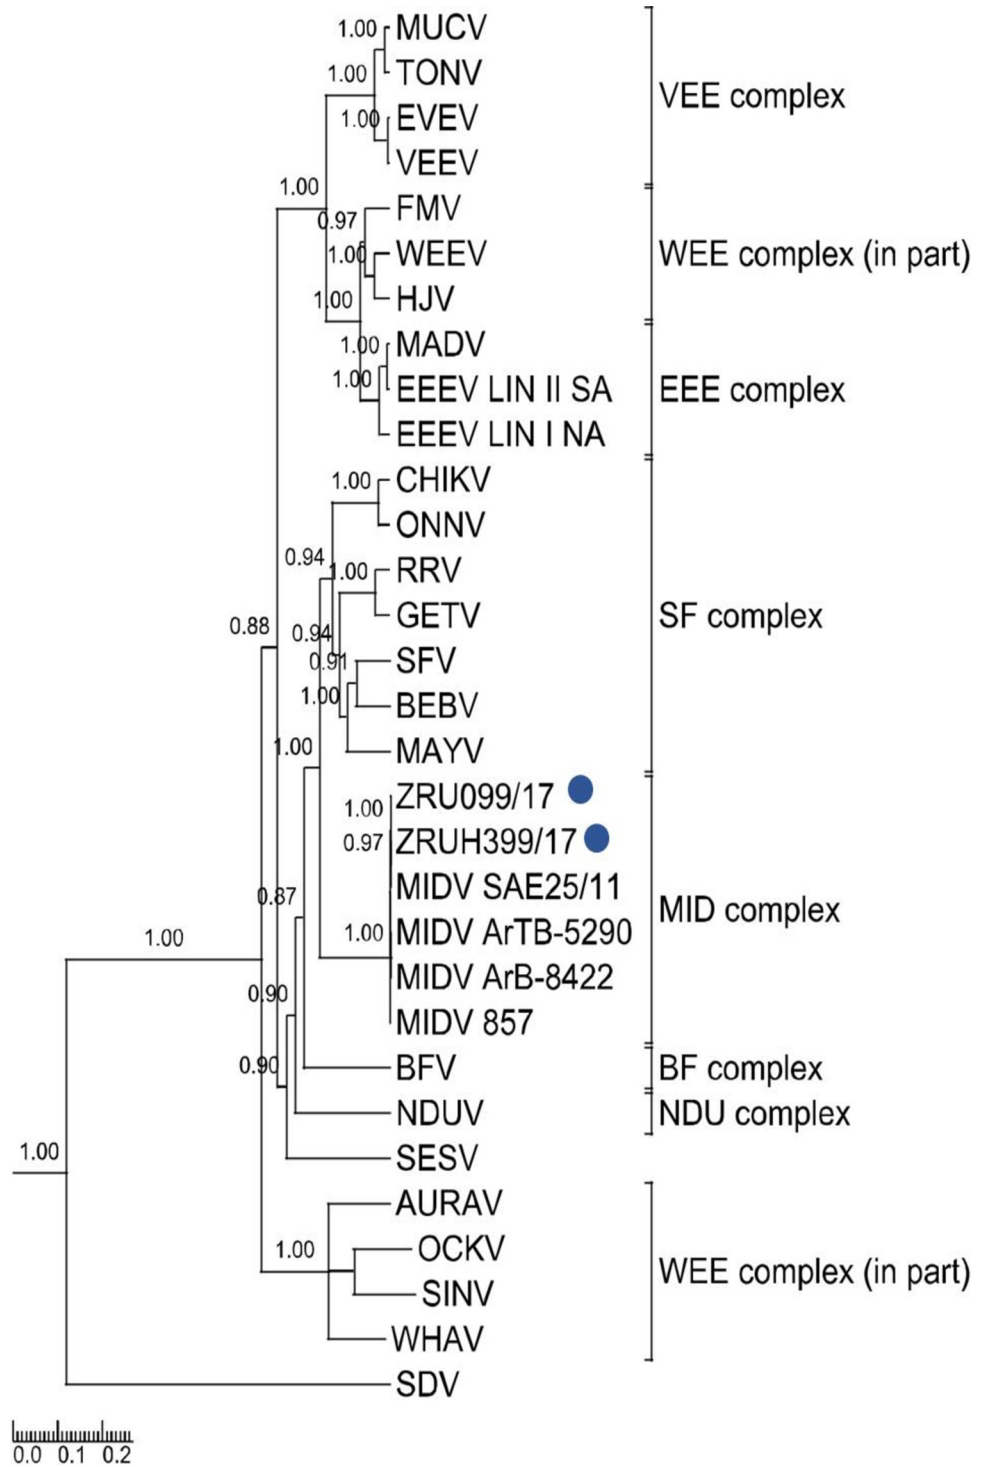 1.00
MUCV
1.00
TONV
1.00
EVEV
VEEV
VEE complex
1.00
0.97
FMV
1.00
WEEV
HJV
WEE complex (in part)
1.00
1.00
MADV
1.00
EEEV LIN II SA
EEEV LIN I NA
EEE complex
1.00
CHIKV
ONNV
0.94
1.00
RRV
GETV
SF complex
0.88
0.94
0.91
SFV
1.00
BEBV
MAYV
1.00
ZRU099/17
1.00
ZRUH399/17
0.97
MIDV SAE25/11
0.87
MID complex
1.00
MIDV ArTB-5290
MIDV ArB-8422
MIDV 857
1.00
0.90
0.90
BFV
BF complex
NDUV
NDU complex
1.00
SESV
AURAV
1.00
OCKV
SINV
WEE complex (in part)
WHAV
SDV
0.0 0.1 0.2